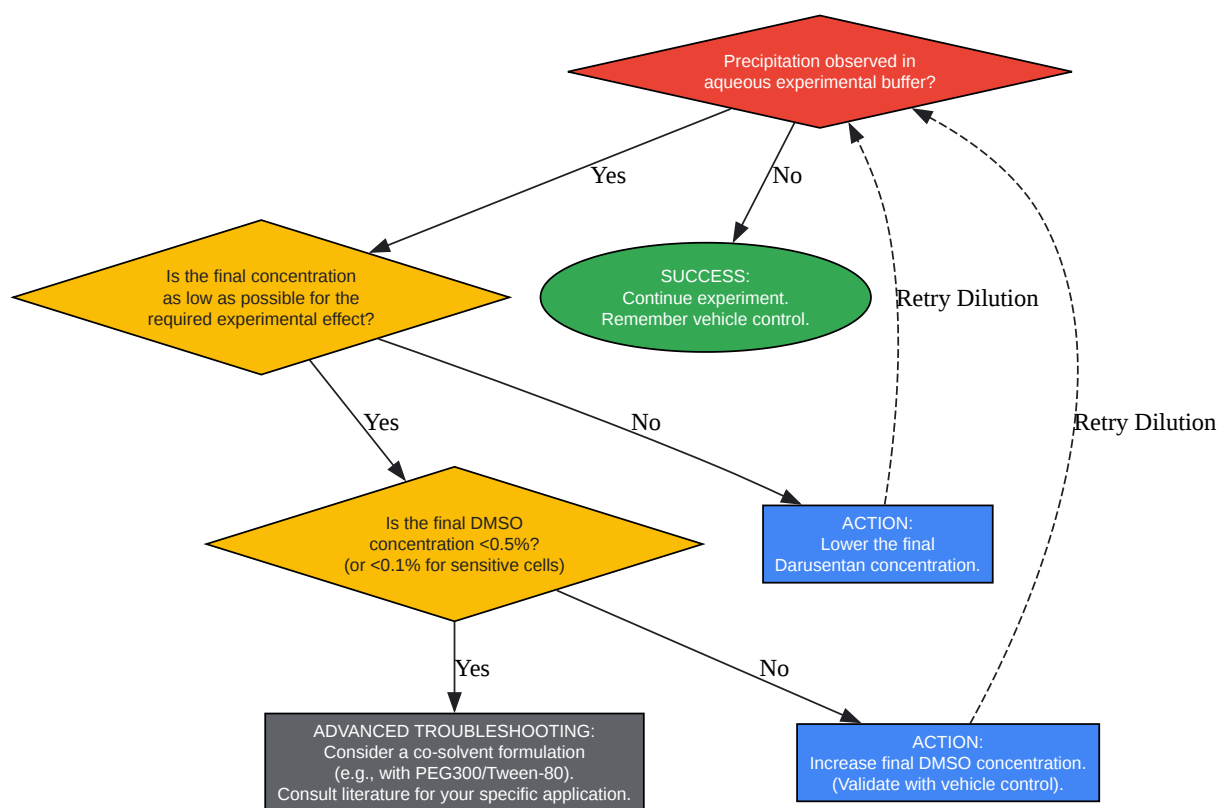 Precipitation observed in
aqueous experimental buffer?
Yes
No
Is the final concentration
as low as possible for the
required experimental effect?
SUCCESS:
Continue experiment.
Remember vehicle control.
Retry Dilution
Yes
No
Retry Dilution
Is the final DMSO
concentration <0.5%?
(or <0.1% for sensitive cells)
ACTION:
Lower the final
Darusentan concentration.
Yes
No
ADVANCED TROUBLESHOOTING:
Consider a co-solvent formulation
(e.g., with PEG300/Tween-80).
Consult literature for your specific application.
ACTION:
Increase final DMSO concentration.
(Validate with vehicle control).